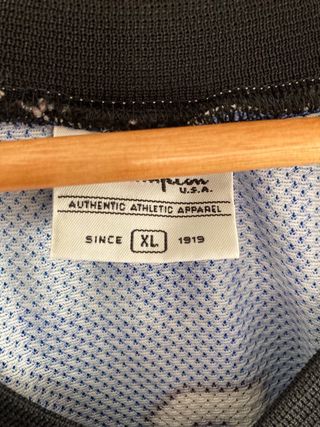 U.S.A.
AUTHENTIC ATHLETIC APPAREL
SINCE XL 1919